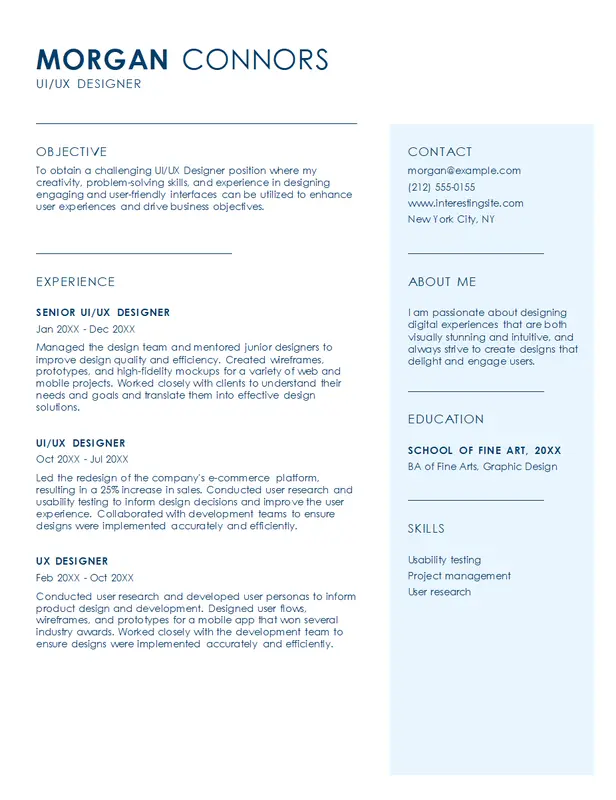 MORGAN CONNORS
UI/UX DESIGNER
OBJECTIVE
To obtain a challenging UI/UX Designer position where my
creativity, problem-solving skills, and experience in designing
engaging and user-friendly interfaces can be utilized to enhance
user experiences and drive business objectives.
EXPERIENCE
SENIOR UI/UX DESIGNER
Jan 20XX - Dec 20XX
Managed the design team and mentored junior designers to
improve design quality and efficiency. Created wireframes,
prototypes, and high-fidelity mockups for a variety of web and
mobile projects. Worked closely with clients to understand their
needs and goals and translate them into effective design
solutions.
UI/UX DESIGNER
Oct 20XX - Jul 20XX
Led the redesign of the company's e-commerce platform,
resulting in a 25% increase in sales. Conducted user research and
usability testing to inform design decisions and improve the user
experience. Collaborated with development teams to ensure
designs were implemented accurately and efficiently.
UX DESIGNER
Feb 20XX - Oct 20XX
Conducted user research and developed user personas to inform
product design and development. Designed user flows,
wireframes, and prototypes for a mobile app that won several
industry awards. Worked closely with the development team to
ensure designs were implemented accurately and efficiently.
CONTACT
morgan@example.com
(212) 555-0155
www.interestingsite.com
New York City, NY
ABOUT ME
I am passionate about designing
digital experiences that are both
visually stunning and intuitive, and
always strive to create designs that
delight and engage users.
EDUCATION
SCHOOL OF FINE ART, 20XX
BA of Fine Arts, Graphic Design
SKILLS
Usability testing
Project management
User research